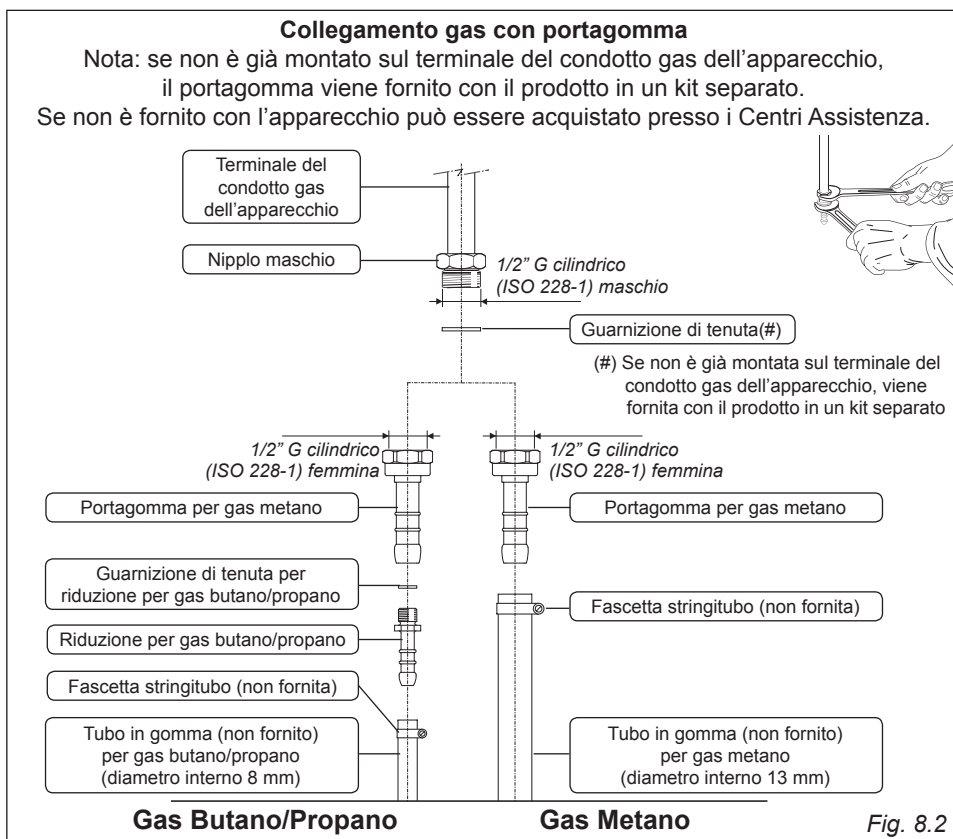 Collegamento gas con portagomma
Nota: se non è già montato sul terminale del condotto gas dell'apparecchio,
il portagomma viene fornito con il prodotto in un kit separato.
Se non è fornito con l'apparecchio può essere acquistato presso i Centri Assistenza.
Terminale del
condotto gas
dell'apparecchio
Nipplo maschio
1/2" G cilindrico
(ISO 228-1) maschio
Guarnizione di tenuta(#)
(#) Se non è già montata sul terminale del
condotto gas dell'apparecchio, viene
fornita con il prodotto in un kit separato
1/2" G cilindrico
(ISO 228-1) femmina
1/2" G cilindrico
(ISO 228-1) femmina
Portagomma per gas metano
Portagomma per gas metano
Guarnizione di tenuta per
riduzione per gas butano/propano
Fascetta stringitubo (non fornita)
Riduzione per gas butano/propano
Fascetta stringitubo (non fornita)
Tubo in gomma (non fornito)
per gas butano/propano
(diametro interno 8 mm)
Tubo in gomma (non fornito)
per gas metano
(diametro interno 13 mm)
Gas Butano/Propano
Gas Metano
Fig. 8.2